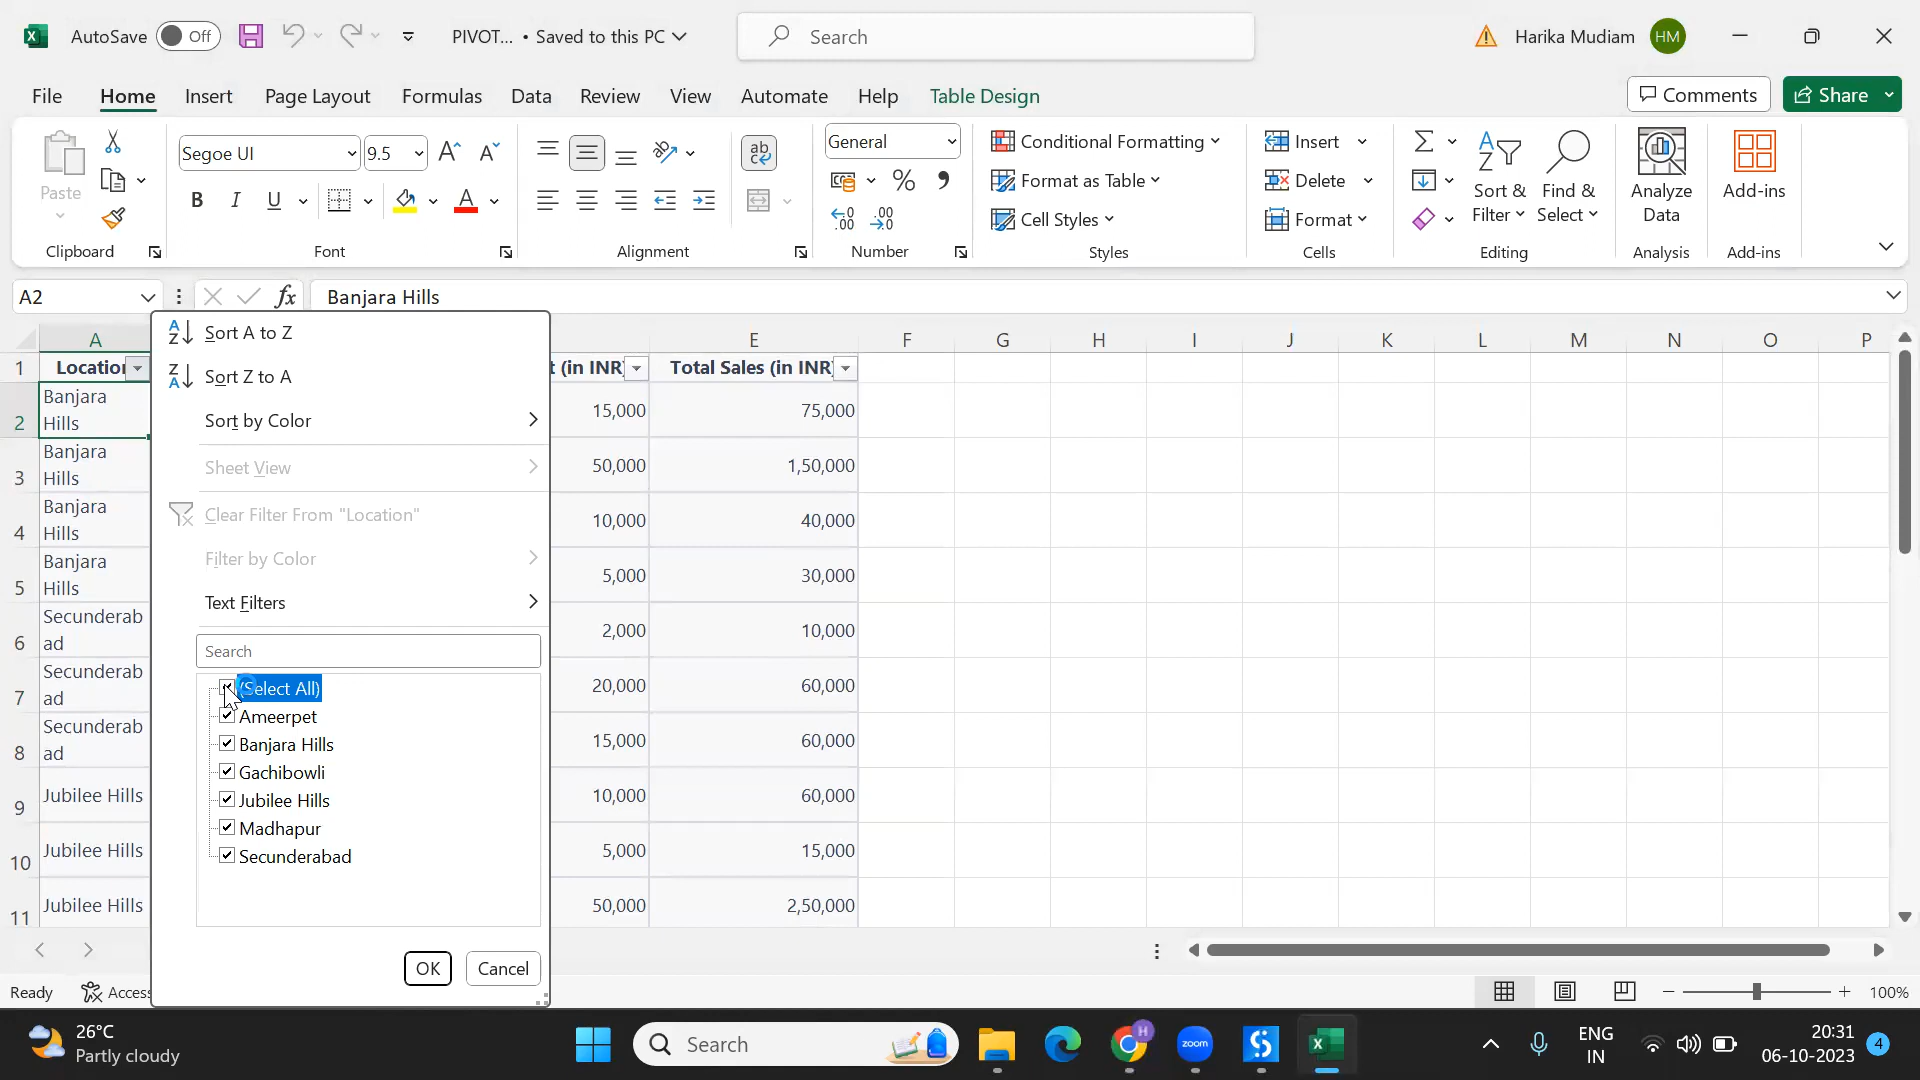 AutoSave Off PIVOT... • Saved to this PC Search Harika Mudiam HM
File Home Insert Page Layout Formulas Data Review View Automate Help Table Design Comments Share
Paste
Clipboard
Segoe UI 9.5
B I U
Font
Alignment
General
Number
Conditional Formatting
Format as Table
Cell Styles
Styles
Insert
Delete
Format
Cells
Sort & Filter
Find & Select
Editing
Analyze Data
Analysis
Add-ins
Add-ins
A2 fx Banjara Hills
A E F G H I J K L M N O P
1 Location t (in INR) Total Sales (in INR)
2 Banjara Hills 15,000 75,000
3 Banjara Hills 50,000 1,50,000
4 Banjara Hills 10,000 40,000
5 Banjara Hills 5,000 30,000
6 Secunderab ad 2,000 10,000
7 Secunderab ad 20,000 60,000
8 Secunderab ad 15,000 60,000
9 Jubilee Hills 10,000 60,000
10 Jubilee Hills 5,000 15,000
11 Jubilee Hills 50,000 2,50,000
Sort A to Z
Sort Z to A
Sort by Color
Sheet View
Clear Filter From "Location"
Filter by Color
Text Filters
Search
(Select All)
Ameerpet
Banjara Hills
Gachibowli
Jubilee Hills
Madhapur
Secunderabad
OK Cancel
Ready Access 100%
26°C
Partly cloudy
Search
zoom
ENG
IN
20:31
06-10-2023
4